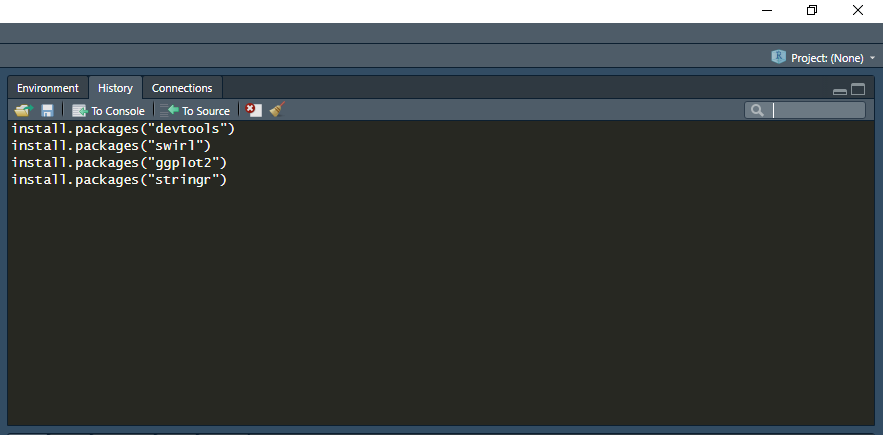 Project: (None)
Environment History Connections
To Console To Source
install.packages("devtools")
install.packages("swirl")
install.packages("ggplot2")
install.packages("stringr")